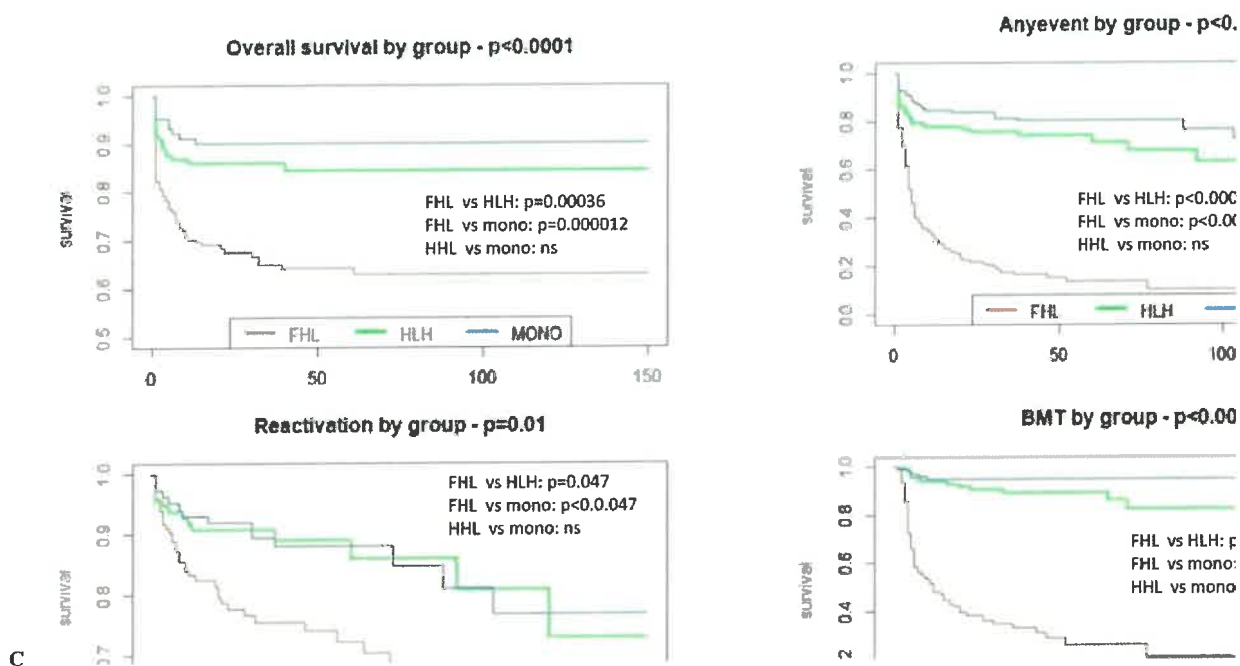 Overall survival by group - p<0.0001
1.0
0.9
0.8
0.7
0.6
0.5
survival
FHL vs HLH: p=0.00036
FHL vs mono: p=0.000012
HHL vs mono: ns
FHL HLH MONO
0 50 100 150
Anyevent by group - p<0.
1.0
0.8
0.6
0.4
0.2
0.0
survival
FHL vs HLH: p<0.000
FHL vs mono: p<0.00
HHL vs mono: ns
FHL HLH
0 50 100
Reactivation by group - p=0.01
1.0
0.9
0.8
0.7
survival
FHL vs HLH: p=0.047
FHL vs mono: p<0.0.047
HHL vs mono: ns
BMT by group - p<0.00
1.0
0.8
0.6
0.4
2
survival
FHL vs HLH: p
FHL vs mono:
HHL vs mono
C